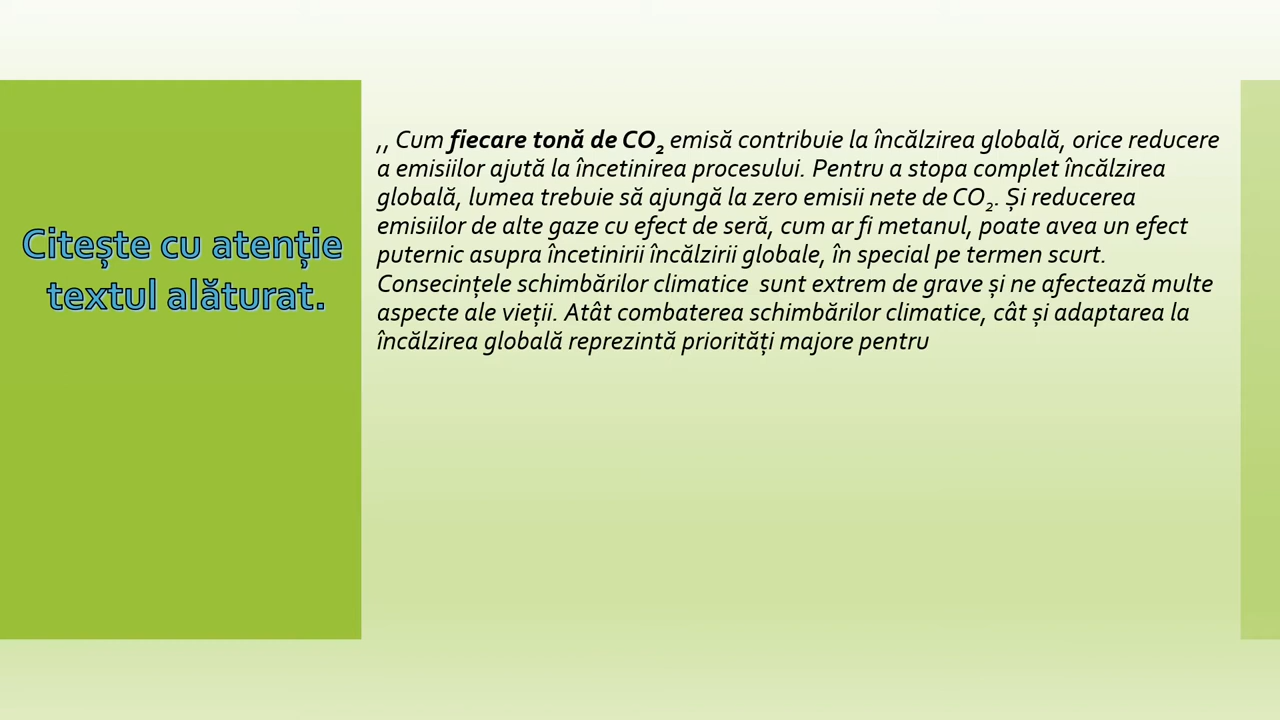 Citește cu atenție
textul alăturat.
,, Cum fiecare tonă de CO₂ emisă contribuie la încălzirea globală, orice reducere
a emisiilor ajută la încetinirea procesului. Pentru a stopa complet încălzirea
globală, lumea trebuie să ajungă la zero emisii nete de CO₂. Și reducerea
emisiilor de alte gaze cu efect de seră, cum ar fi metanul, poate avea un efect
puternic asupra încetinirii încălzirii globale, în special pe termen scurt.
Consecințele schimbărilor climatice  sunt extrem de grave și ne afectează multe
aspecte ale vieții. Atât combaterea schimbărilor climatice, cât și adaptarea la
încălzirea globală reprezintă priorități majore pentru